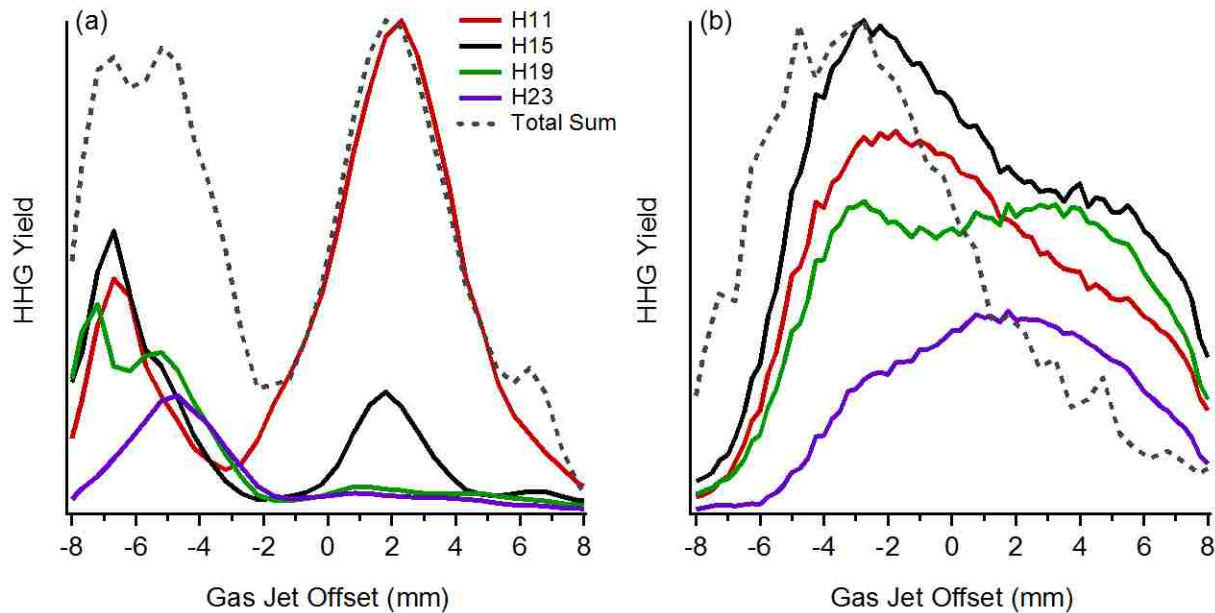 (a)
H11
H15
H19
H23
Total Sum
HHG Yield
-8 -6 -4 -2 0 2 4 6 8
Gas Jet Offset (mm)
(b)
HHG Yield
-8 -6 -4 -2 0 2 4 6 8
Gas Jet Offset (mm)